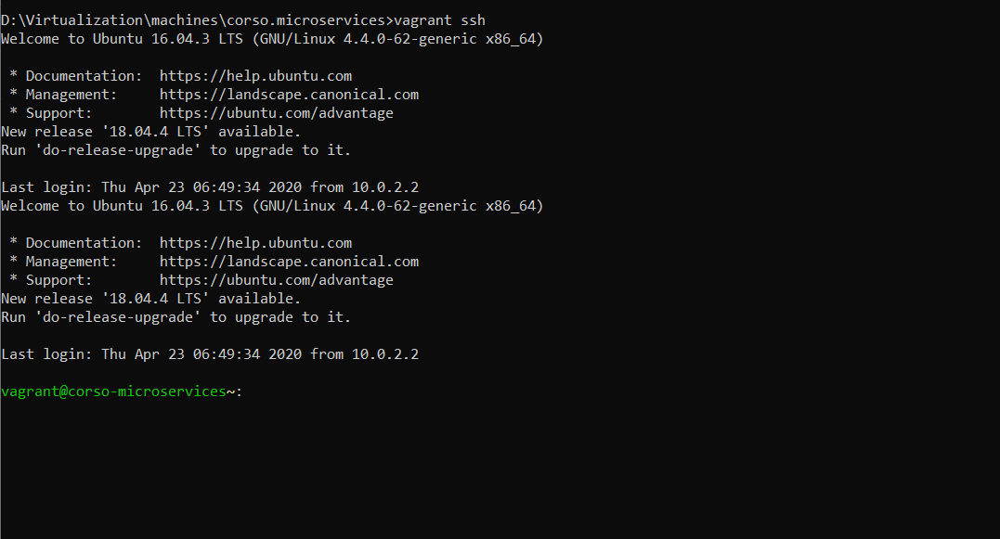 D:\Virtualization\machines\corso.microservices>vagrant ssh
Welcome to Ubuntu 16.04.3 LTS (GNU/Linux 4.4.0-62-generic x86_64)
 * Documentation:  https://help.ubuntu.com
 * Management:     https://landscape.canonical.com
 * Support:        https://ubuntu.com/advantage
New release '18.04.4 LTS' available.
Run 'do-release-upgrade' to upgrade to it.
Last login: Thu Apr 23 06:49:34 2020 from 10.0.2.2
Welcome to Ubuntu 16.04.3 LTS (GNU/Linux 4.4.0-62-generic x86_64)
 * Documentation:  https://help.ubuntu.com
 * Management:     https://landscape.canonical.com
 * Support:        https://ubuntu.com/advantage
New release '18.04.4 LTS' available.
Run 'do-release-upgrade' to upgrade to it.
Last login: Thu Apr 23 06:49:34 2020 from 10.0.2.2
vagrant@corso-microservices~: